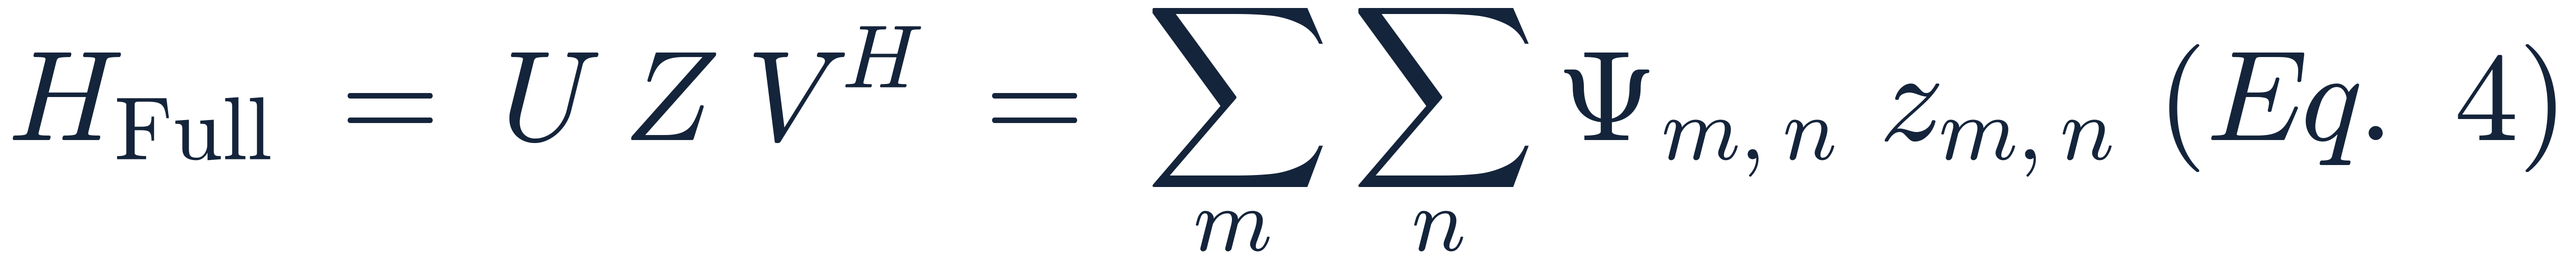 H_Full = U Z V^H = ∑_m ∑_n Ψ_{m, n} z_{m, n} (Eq. 4)